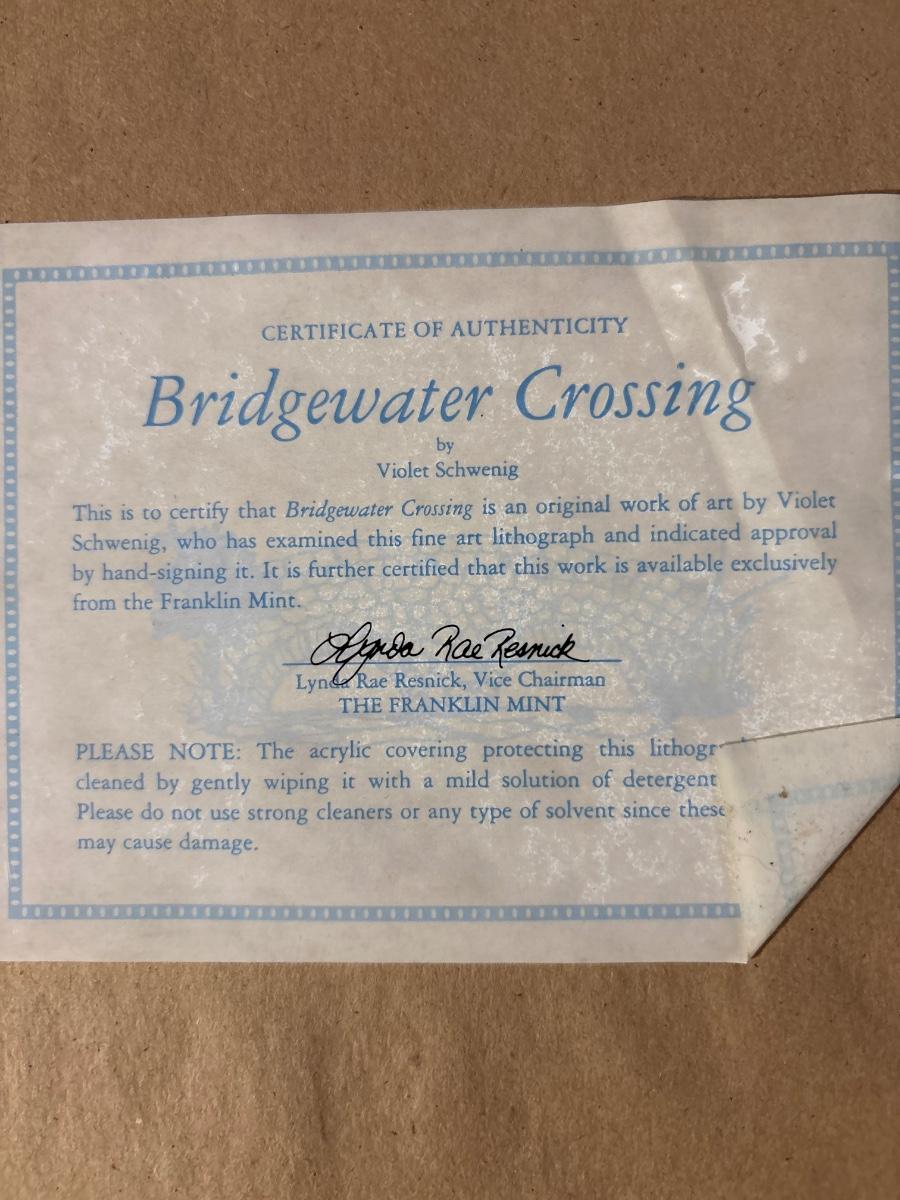 CERTIFICATE OF AUTHENTICITY
Bridgewater Crossing
by
Violet Schwenig
This is to certify that Bridgewater Crossing is an original work of art by Violet
Schwenig, who has examined this fine art lithograph and indicated approval
by hand-signing it. It is further certified that this work is available exclusively
from the Franklin Mint.
Lynda Rae Resnick
Lynda Rae Resnick, Vice Chairman
THE FRANKLIN MINT
PLEASE NOTE: The acrylic covering protecting this
cleaned by gently wiping it with a mild solution of detergent
Please do not use strong cleaners or any type of solvent since these
may cause damage.